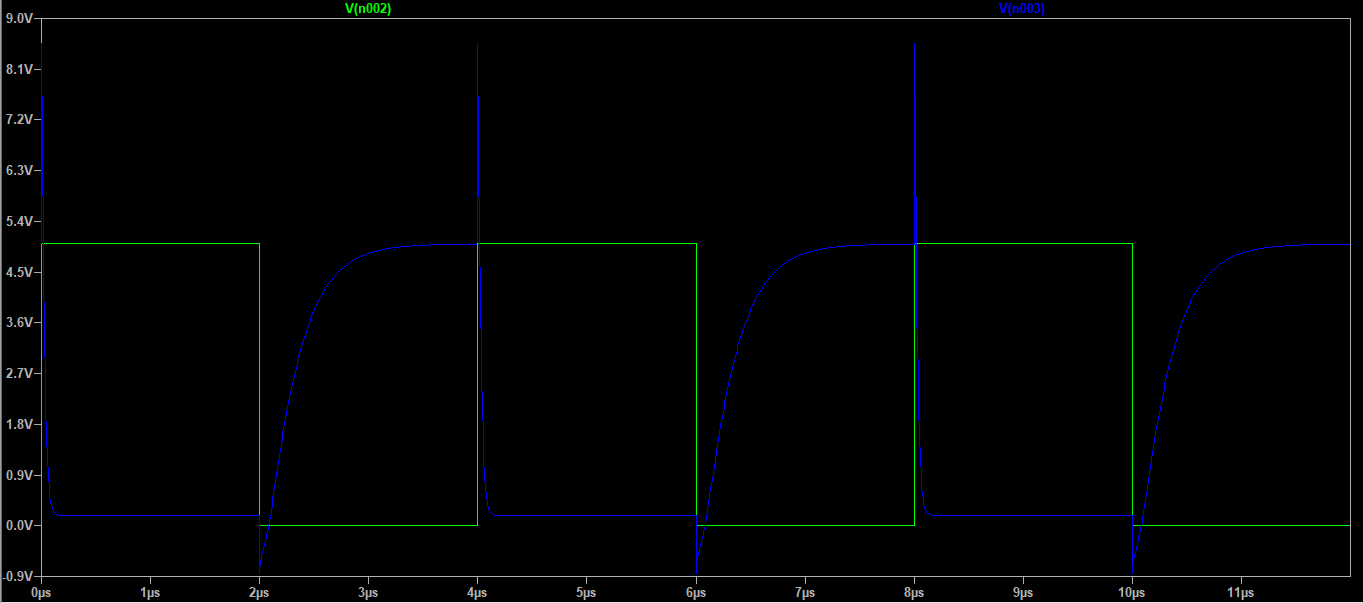 V(n002) V(n003)
9.0V
8.1V
7.2V
6.3V
5.4V
4.5V
3.6V
2.7V
1.8V
0.9V
0.0V
-0.9V
0µs 1µs 2µs 3µs 4µs 5µs 6µs 7µs 8µs 9µs 10µs 11µs